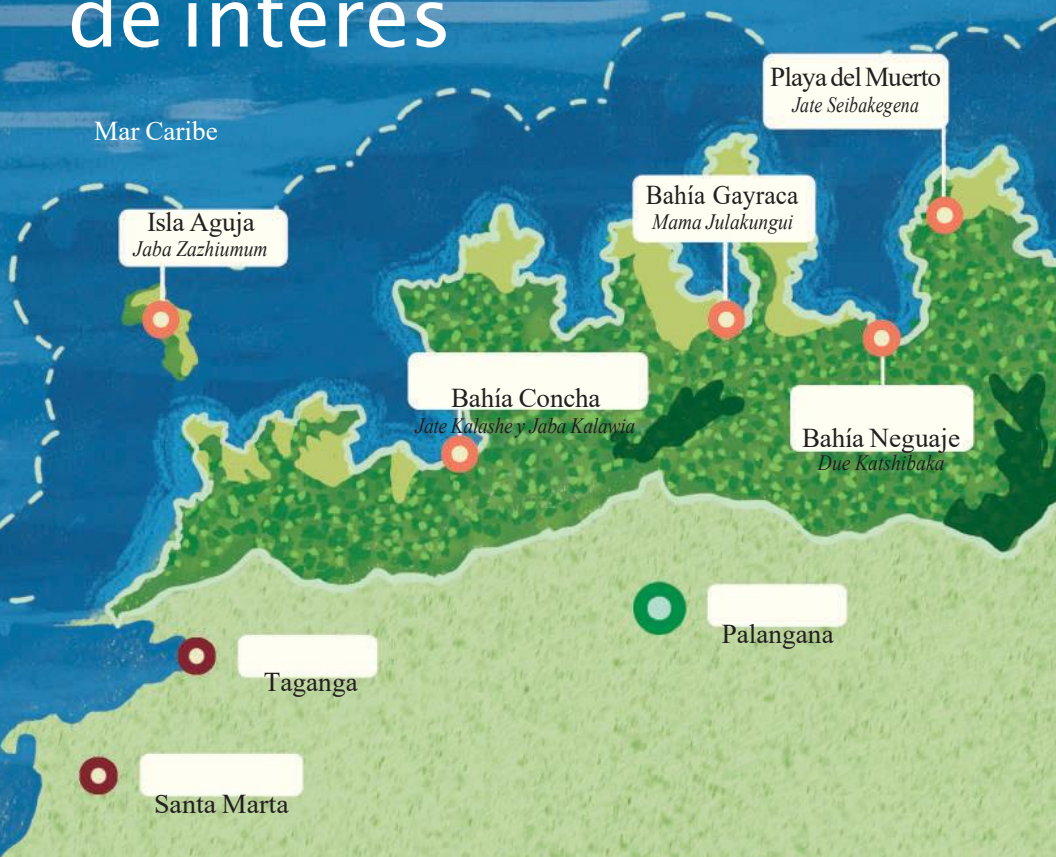 de interés
Mar Caribe
Playa del Muerto
Jate Seibakegena
Bahía Gayraca
Mama Julakungui
Isla Aguja
Jaba Zazhiumum
Bahía Concha
Jate Kalashe y Jaba Kalawia
Bahía Neguaje
Due Katshibaka
Palangana
Taganga
Santa Marta